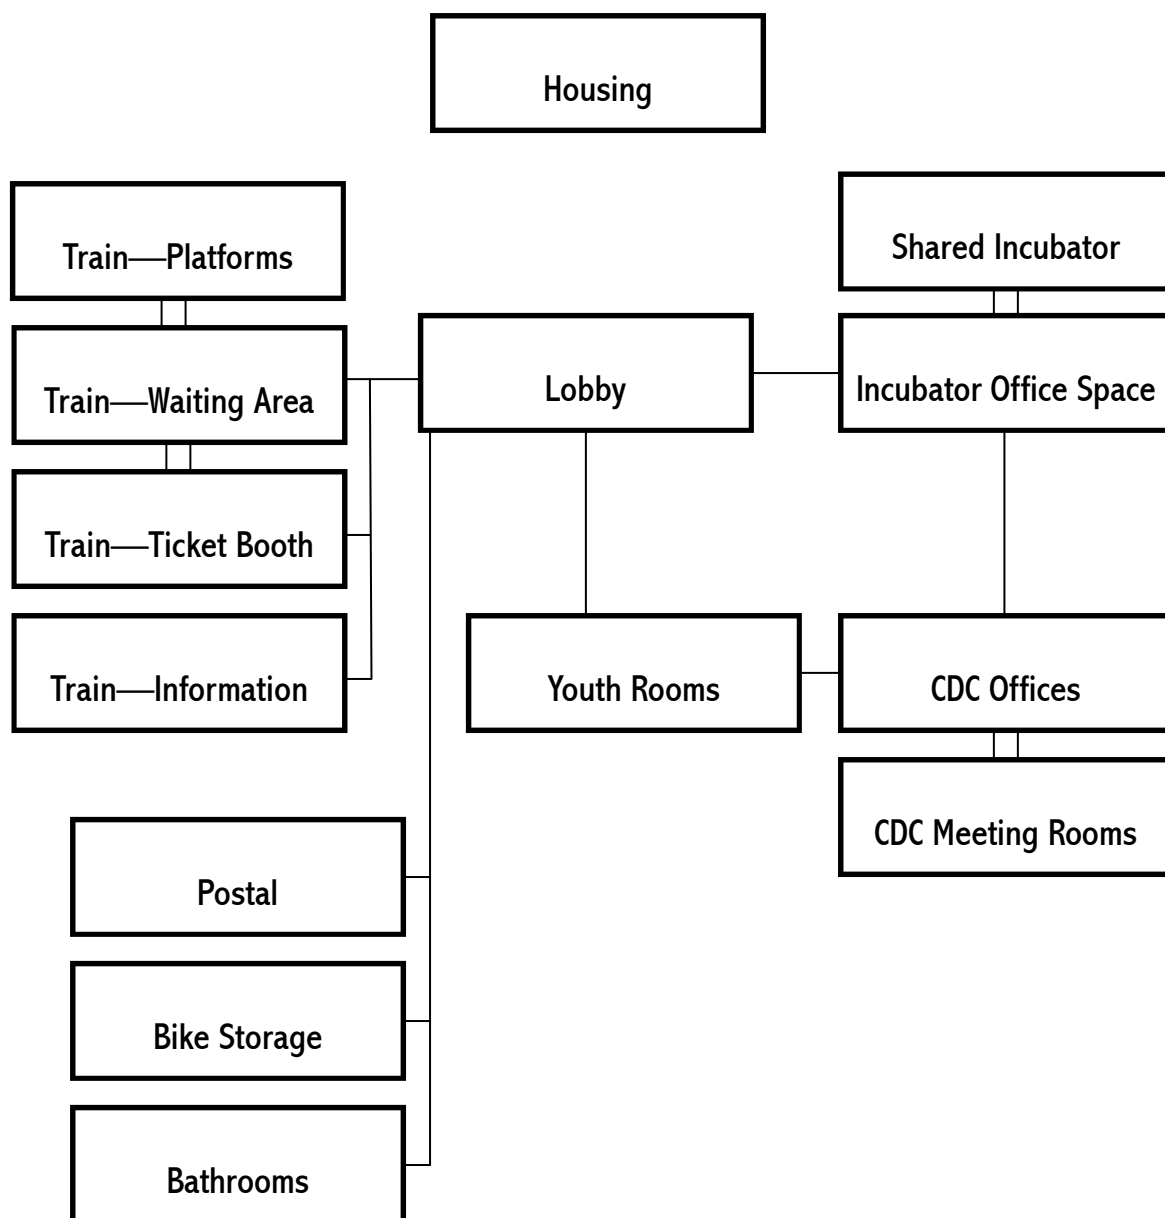 Housing
Train—Platforms
Shared Incubator
Train—Waiting Area
Lobby
Incubator Office Space
Train—Ticket Booth
Train—Information
Youth Rooms
CDC Offices
CDC Meeting Rooms
Postal
Bike Storage
Bathrooms